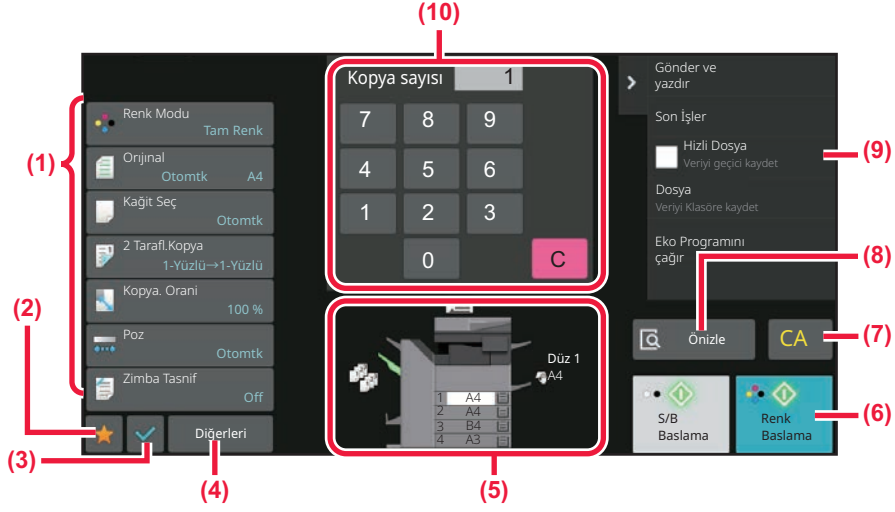 (10)
Kopya sayısı 1
7 8 9
4 5 6
1 2 3
0 C
(1)
Renk Modu
Tam Renk
Orıjınal
Otomtk A4
Kağit Seç
Otomtk
2 Tarafl.Kopya
1-Yüzlü→1-Yüzlü
Kopya. Orani
100 %
Poz
Otomtk
Zimba Tasnif
Off
(2)
(3)
Diğerleri
(4)
Düz 1
A4
1 A4
2 A4
3 B4
4 A3
(5)
Gönder ve
yazdır
Son İşler
Hizli Dosya
Veriyi geçici kaydet
Dosya
Veriyi Klasöre kaydet
Eko Programını
çağır
(9)
(8)
Önizle
CA
(7)
S/B
Baslama
Renk
Baslama
(6)